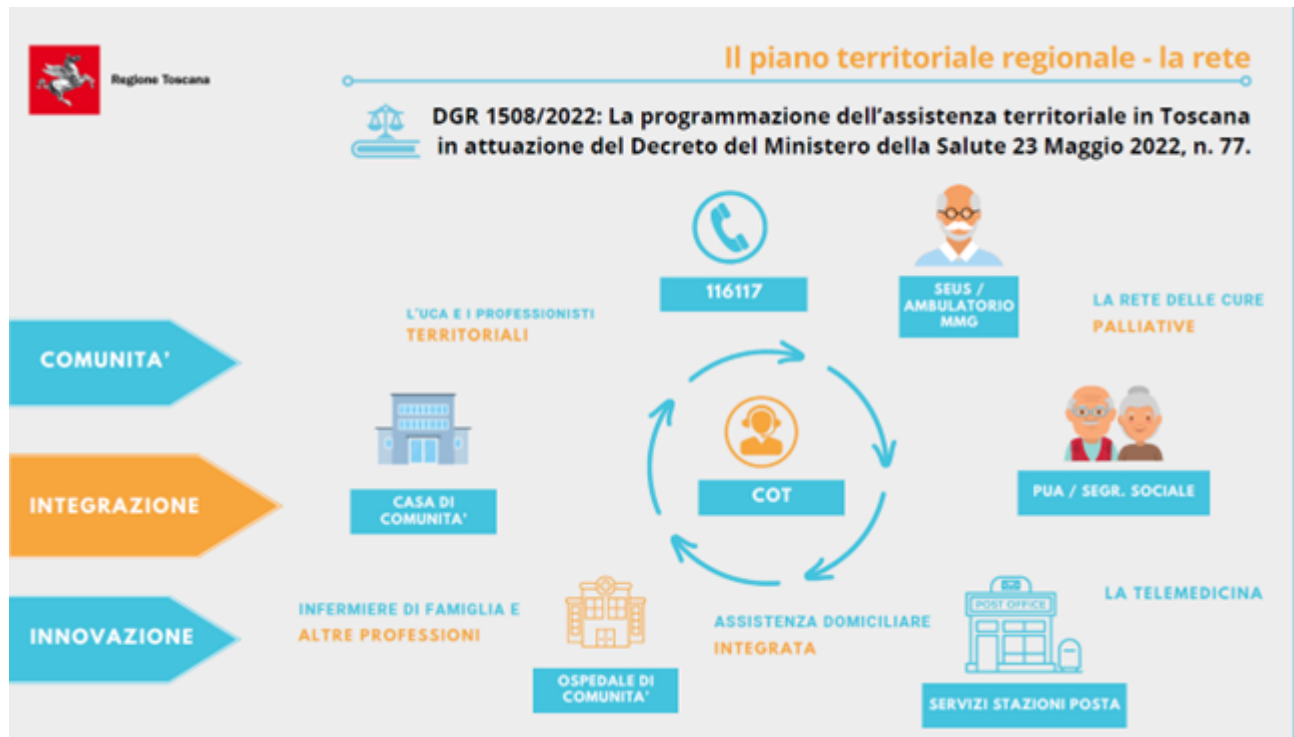 Regione Toscana
Il piano territoriale regionale - la rete
DGR 1508/2022: La programmazione dell'assistenza territoriale in Toscana
in attuazione del Decreto del Ministero della Salute 23 Maggio 2022, n. 77.
116117
SEUS /
AMBULATORIO
MMG
L'UCA E I PROFESSIONISTI
TERRITORIALI
LA RETE DELLE CURE
PALLIATIVE
COMUNITA'
CASA DI
COMUNITA'
COT
PUA / SEGR. SOCIALE
INTEGRAZIONE
INFERMIERE DI FAMIGLIA E
ALTRE PROFESSIONI
ASSISTENZA DOMICILIARE
INTEGRATA
POST OFFICE
LA TELEMEDICINA
INNOVAZIONE
OSPEDALE DI
COMUNITA'
SERVIZI STAZIONI POSTA